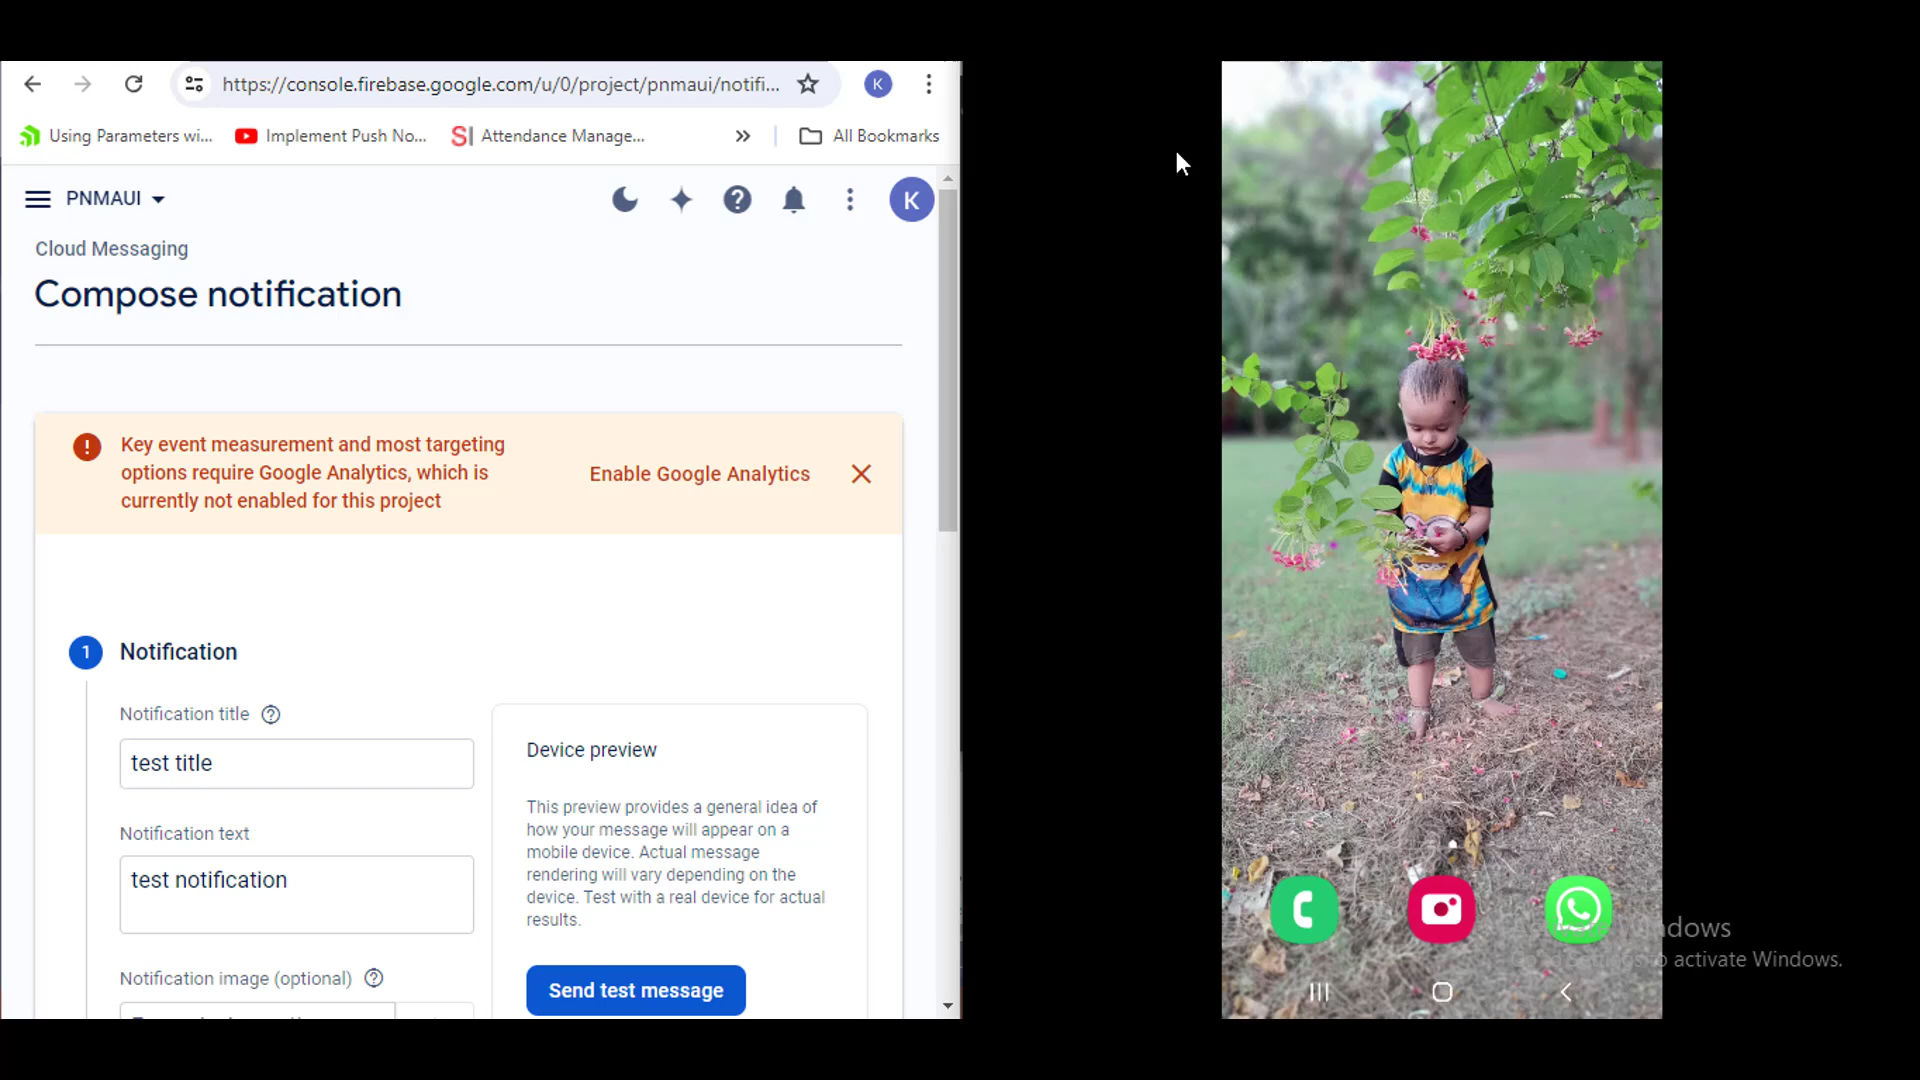 https://console.firebase.google.com/u/0/project/pnmaui/notifi...
K
Using Parameters wi...
Implement Push No...
Attendance Manage...
All Bookmarks
PNMAUI
K
Cloud Messaging
Compose notification
Key event measurement and most targeting
options require Google Analytics, which is
currently not enabled for this project
Enable Google Analytics
1
Notification
Notification title
test title
Notification text
test notification
Notification image (optional)
Device preview
This preview provides a general idea of
how your message will appear on a
mobile device. Actual message
rendering will vary depending on the
device. Test with a real device for actual
results.
Send test message
Windows
Go to Settings to activate Windows.